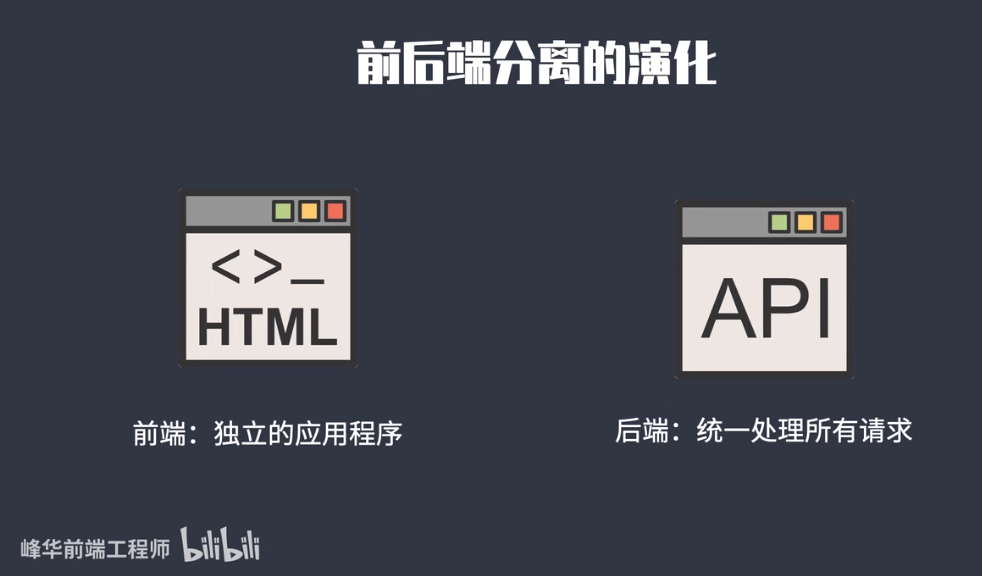 前后端分离的演化
<>_
HTML
API
前端：独立的应用程序
后端：统一处理所有请求
峰华前端工程师 bilibili